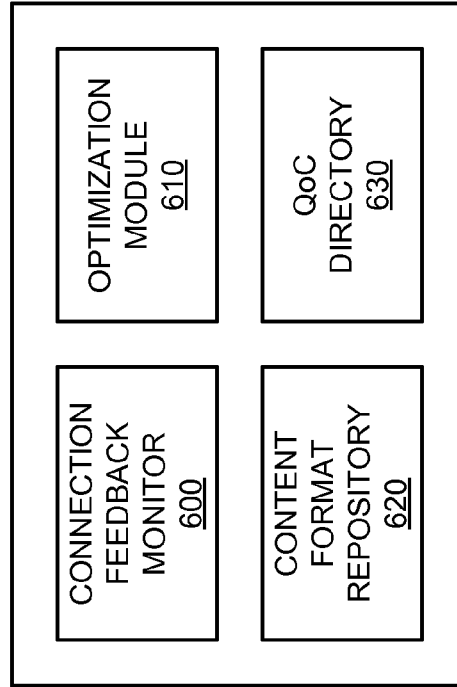 CONNECTION
FEEDBACK
MONITOR
600
OPTIMIZATION
MODULE
610
CONTENT
FORMAT
REPOSITORY
620
QoC
DIRECTORY
630